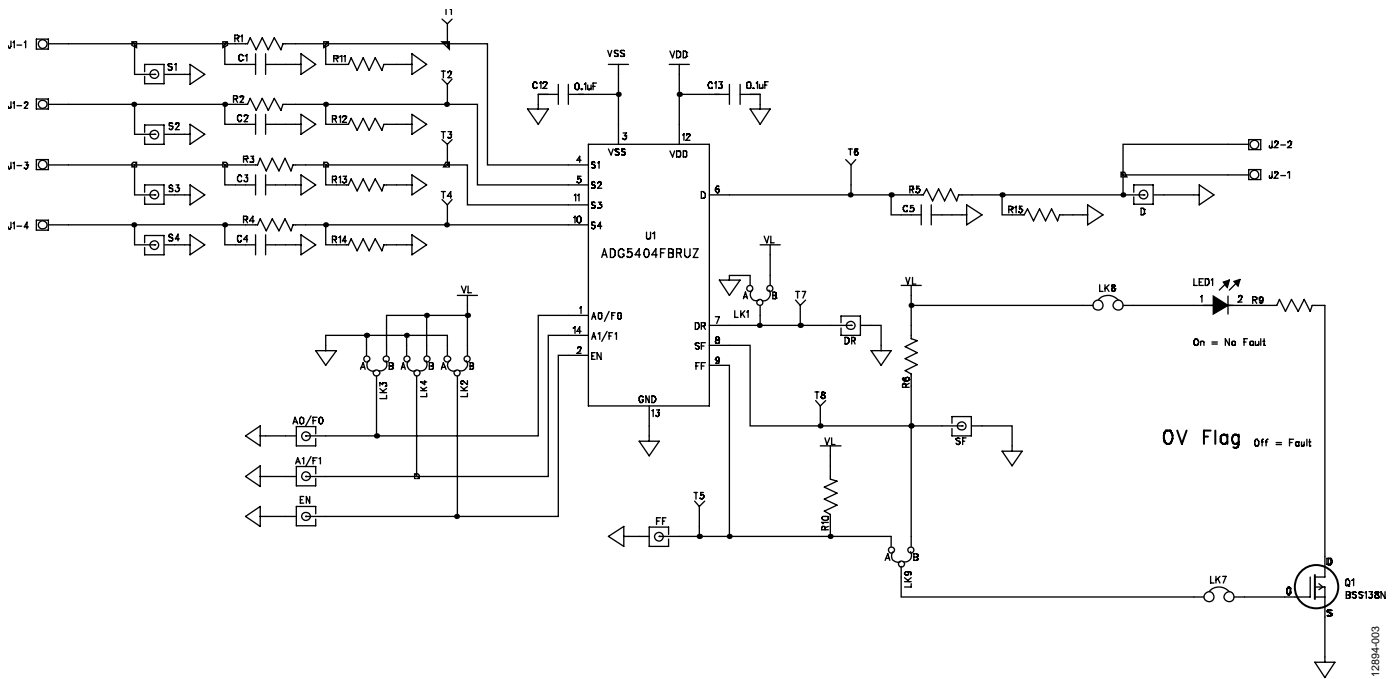 T1
J1-1
R1
S1
C1
R11
J1-2
R2
T2
S2
C2
R12
J1-3
R3
T3
S3
C3
R13
J1-4
R4
T4
S4
C4
R14
VSS
VDD
C12
0.1uF
C13
0.1uF
3
12
VSS
VDD
4
S1
5
S2
11
S3
10
S4
D
6
U1
ADG5404FBRUZ
1
A0/F0
14
A1/F1
2
EN
DR
7
SF
8
FF
9
GND
13
T6
R5
C5
R15
D
J2-2
J2-1
VL
A
B
LK1
T7
DR
VL
A
B
LK3
A
B
LK4
A
B
LK2
A0/F0
A1/F1
EN
VL
R6
LK8
LED1
1
2
R9
On = No Fault
T8
SF
OV Flag
Off = Fault
VL
R10
T5
FF
A
B
LK9
LK7
D
G
S
Q1
BSS138N
12894-003